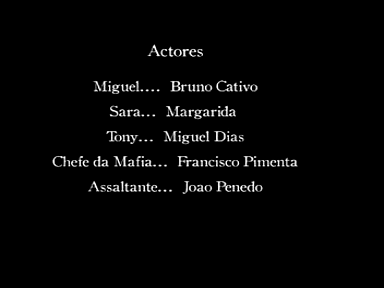 Actores
Miguel.... Bruno Cativo
Sara... Margarida
Tony... Miguel Dias
Chefe da Mafia... Francisco Pimenta
Assaltante... Joao Penedo